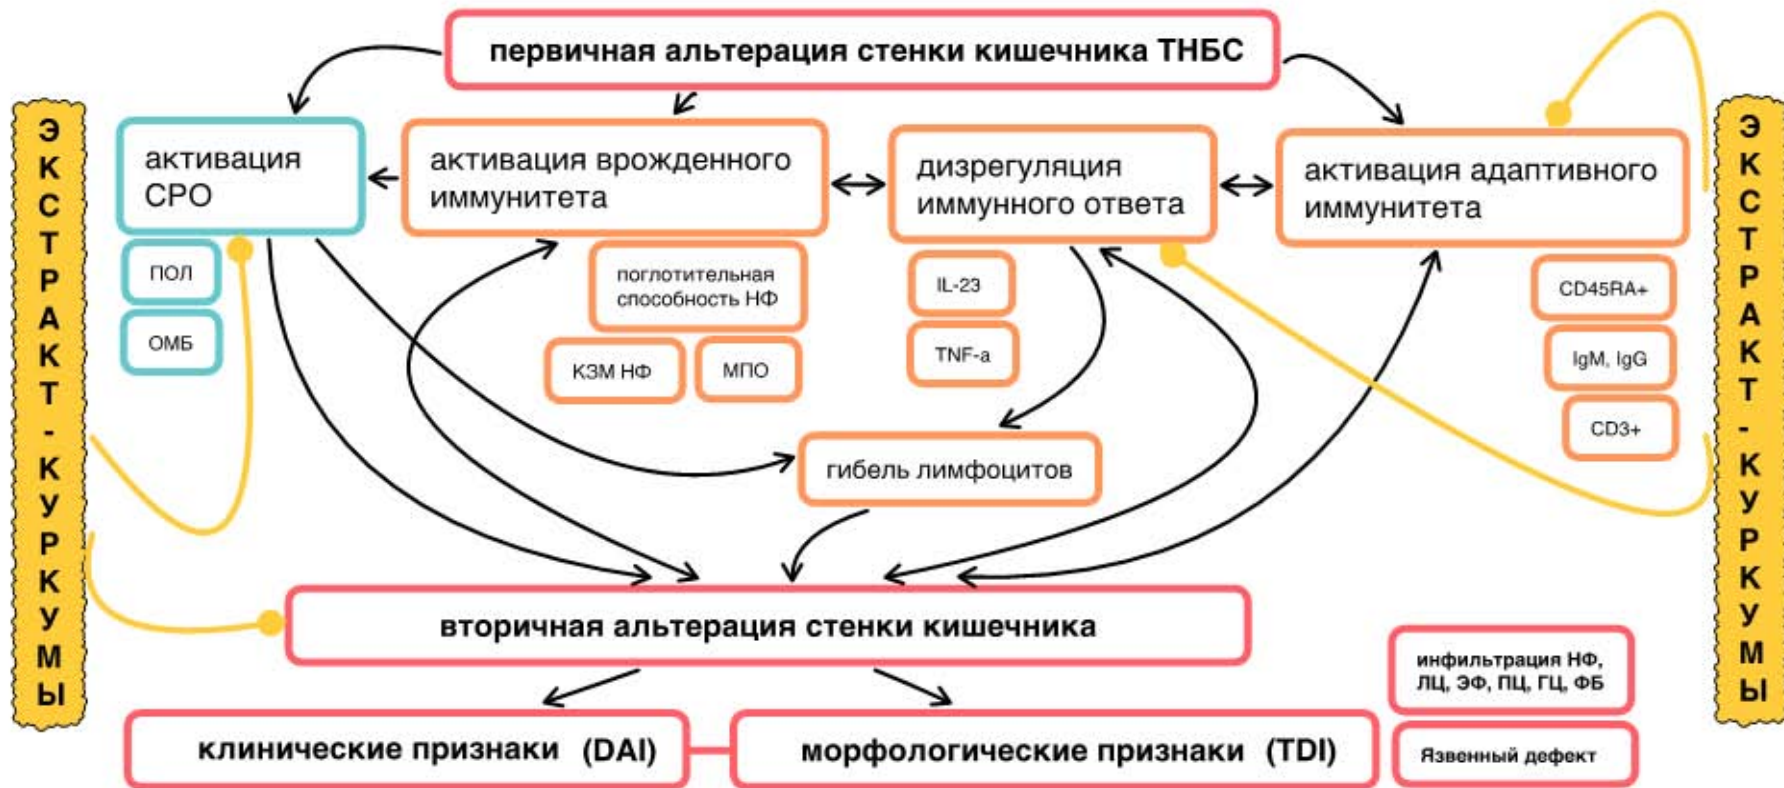 первичная альтерация стенки кишечника ТНБС
ЭКСТРАКТ-КУРКУМЫ
активация
СРО
ПОЛ
ОМБ
активация врожденного
иммунитета
поглотительная
способность НФ
КЗМ НФ
МПО
дизрегуляция
иммунного ответа
IL-23
TNF-a
активация адаптивного
иммунитета
CD45RA+
IgM, IgG
CD3+
ЭКСТРАКТ-КУРКУМЫ
гибель лимфоцитов
вторичная альтерация стенки кишечника
инфильтрация НФ,
ЛЦ, ЭФ, ПЦ, ГЦ, ФБ
клинические признаки (DAI)
морфологические признаки (TDI)
Язвенный дефект